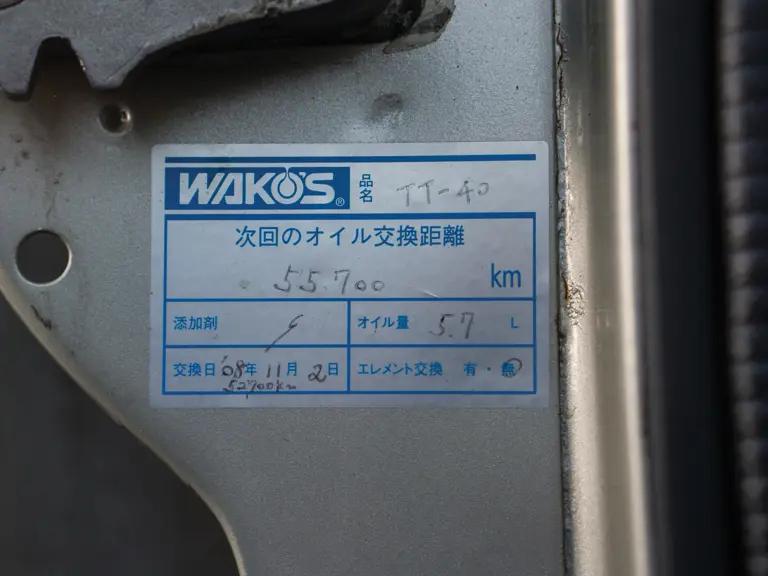 WAKO'S® 品名 TT-40
次回のオイル交換距離
55.700 km
添加剤 オイル量 5.7 L
交換日 '08年 11月 2日 エレメント交換 有・無
52700km